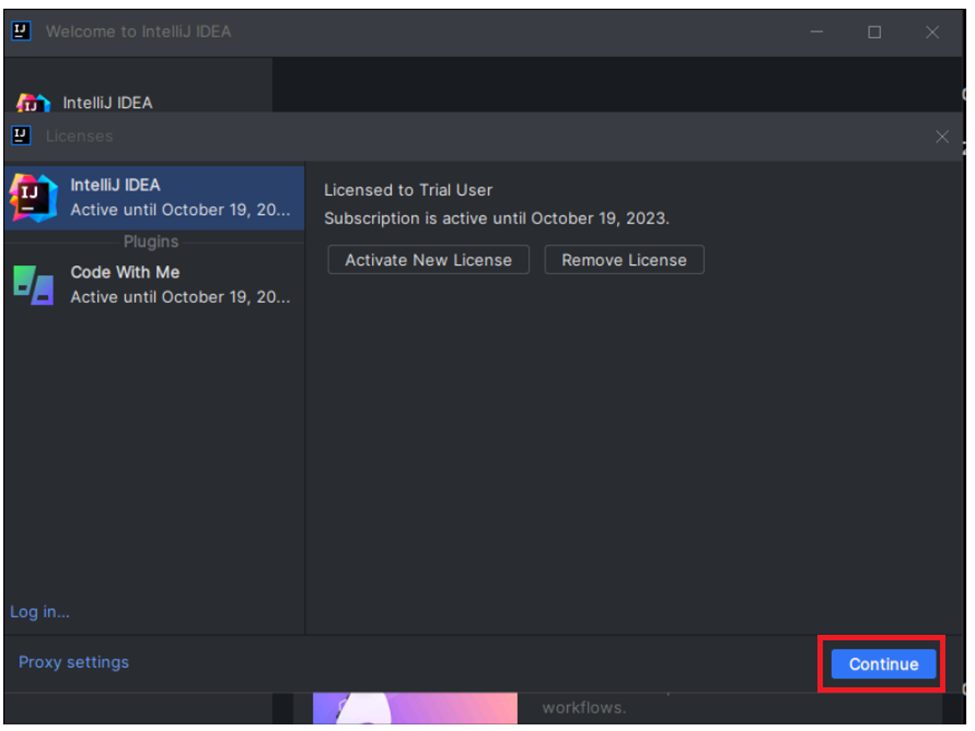 Welcome to IntelliJ IDEA
IntelliJ IDEA
Licenses
IntelliJ IDEA
Active until October 19, 20...
Plugins
Code With Me
Active until October 19, 20...
Licensed to Trial User
Subscription is active until October 19, 2023.
Activate New License Remove License
Log in...
Proxy settings
Continue
workflows.